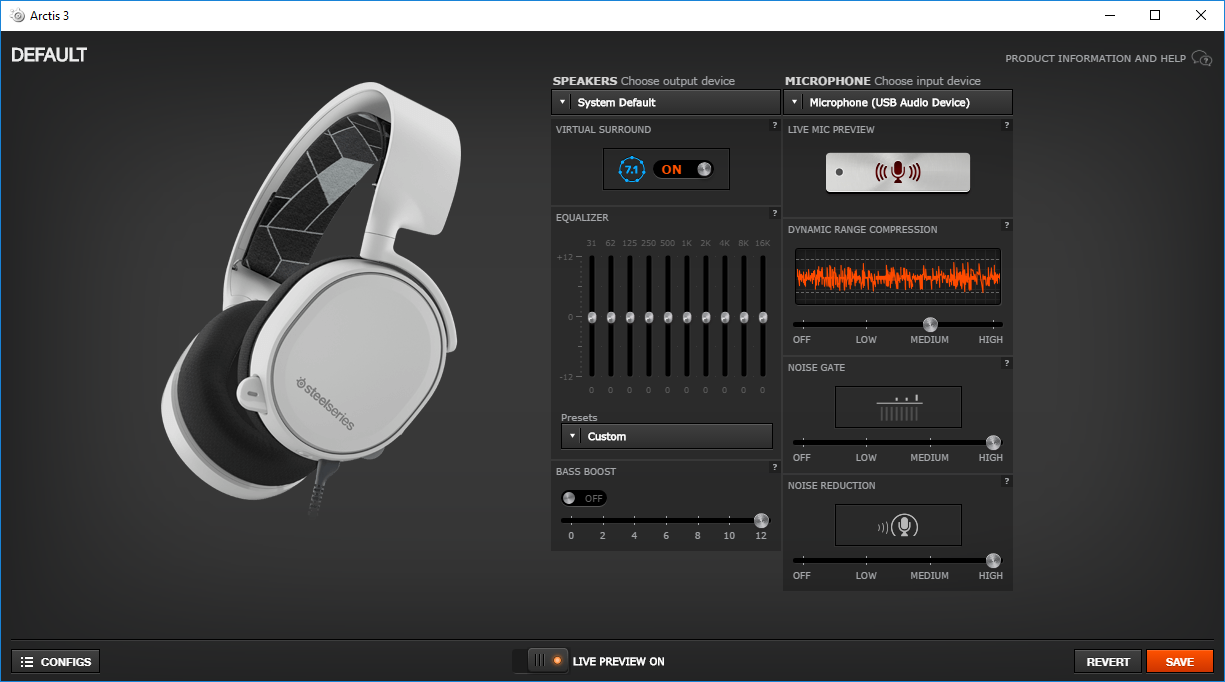 Arctis 3
DEFAULT
PRODUCT INFORMATION AND HELP ?
SPEAKERS Choose output device
System Default
VIRTUAL SURROUND ?
7.1 ON
EQUALIZER ?
31 62 125 250 500 1K 2K 4K 8K 16K
+12
0
-12
0 0 0 0 0 0 0 0 0 0
Presets
Custom
BASS BOOST ?
OFF
0 2 4 6 8 10 12
MICROPHONE Choose input device
Microphone (USB Audio Device)
LIVE MIC PREVIEW ?
DYNAMIC RANGE COMPRESSION ?
OFF LOW MEDIUM HIGH
NOISE GATE ?
OFF LOW MEDIUM HIGH
NOISE REDUCTION ?
OFF LOW MEDIUM HIGH
steelseries
CONFIGS
LIVE PREVIEW ON
REVERT
SAVE